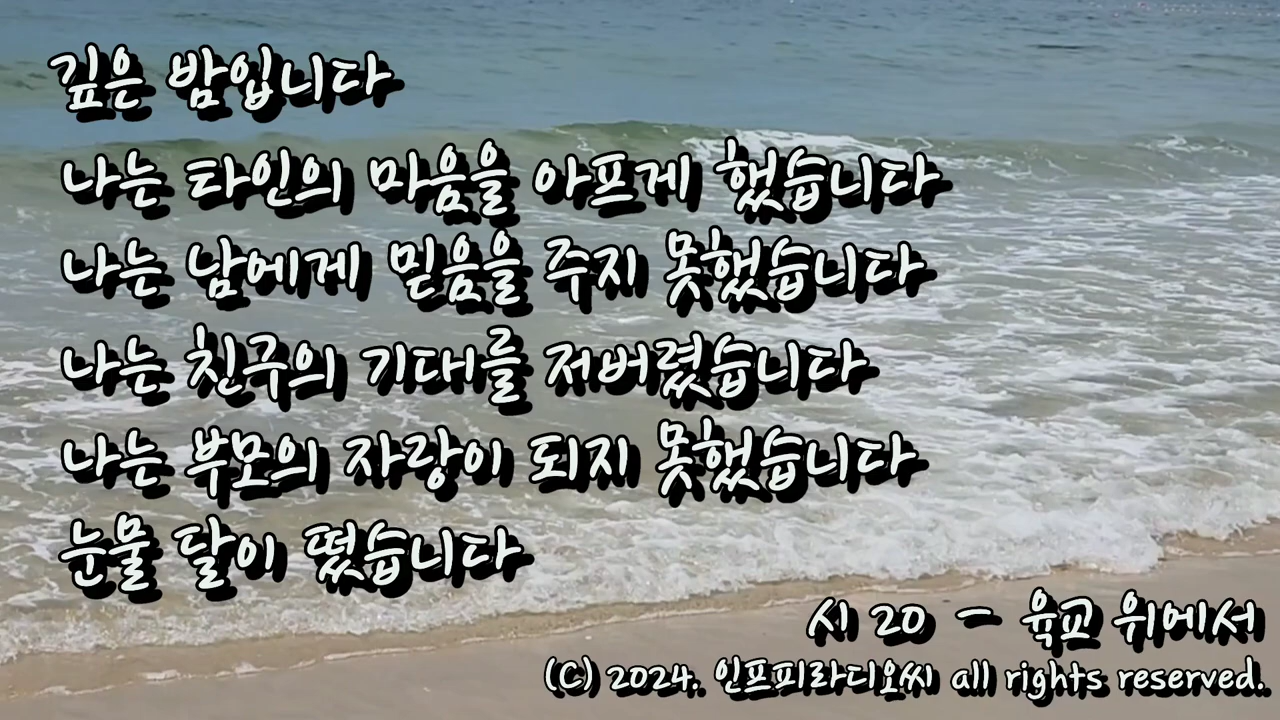 깊은 밤입니다
나는 타인의 마음을 아프게 했습니다
나는 남에게 믿음을 주지 못했습니다
나는 친구의 기대를 저버렸습니다
나는 부모의 자랑이 되지 못했습니다
눈물 달이 떴습니다
시 20 - 육교 위에서
(C) 2024. 인프피라디오씨 all rights reserved.